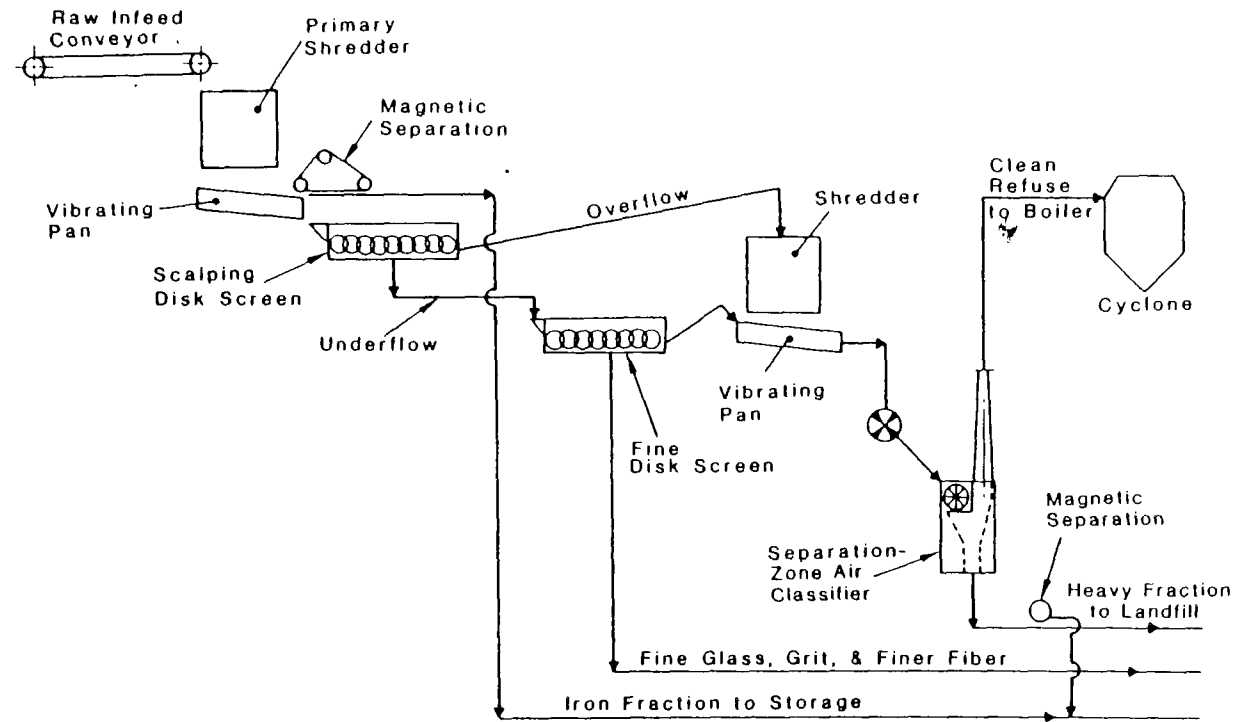 Raw Infeed
Conveyor
Primary
Shredder
Magnetic
Separation
Vibrating
Pan
Scalping
Disk Screen
Overflow
Underflow
Shredder
Clean
Refuse
to Boiler
Cyclone
Vibrating
Pan
Fine
Disk Screen
Separation-
Zone Air
Classifier
Magnetic
Separation
Heavy Fraction
to Landfill
Fine Glass, Grit, & Finer Fiber
Iron Fraction to Storage